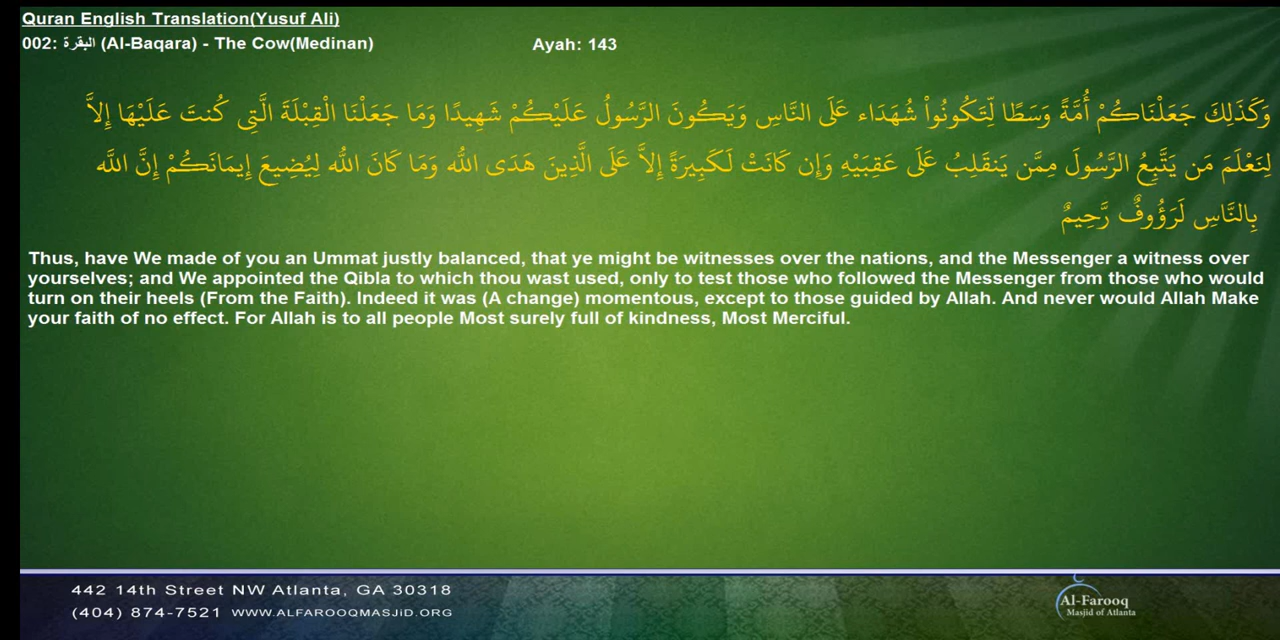 Quran English Translation(Yusuf Ali)
002: البقرة (Al-Baqara) - The Cow(Medinan)
Ayah: 143
وَكَذَلِكَ جَعَلْنَاكُمْ أُمَّةً وَسَطًا لِّتَكُونُواْ شُهَدَاء عَلَى النَّاسِ وَيَكُونَ الرَّسُولُ عَلَيْكُمْ شَهِيدًا وَمَا جَعَلْنَا الْقِبْلَةَ الَّتِي كُنتَ عَلَيْهَا إِلاَّ
لِنَعْلَمَ مَن يَتَّبِعُ الرَّسُولَ مِمَّن يَنقَلِبُ عَلَى عَقِبَيْهِ وَإِن كَانَتْ لَكَبِيرَةً إِلاَّ عَلَى الَّذِينَ هَدَى اللّهُ وَمَا كَانَ اللّهُ لِيُضِيعَ إِيمَانَكُمْ إِنَّ اللّهَ
بِالنَّاسِ لَرَؤُوفٌ رَّحِيمٌ
Thus, have We made of you an Ummat justly balanced, that ye might be witnesses over the nations, and the Messenger a witness over
yourselves; and We appointed the Qibla to which thou wast used, only to test those who followed the Messenger from those who would
turn on their heels (From the Faith). Indeed it was (A change) momentous, except to those guided by Allah. And never would Allah Make
your faith of no effect. For Allah is to all people Most surely full of kindness, Most Merciful.
442 14th Street NW Atlanta, GA 30318
(404) 874-7521 WWW.ALFAROOQMASJiD.ORG
Al-Farooq
Masjid of Atlanta